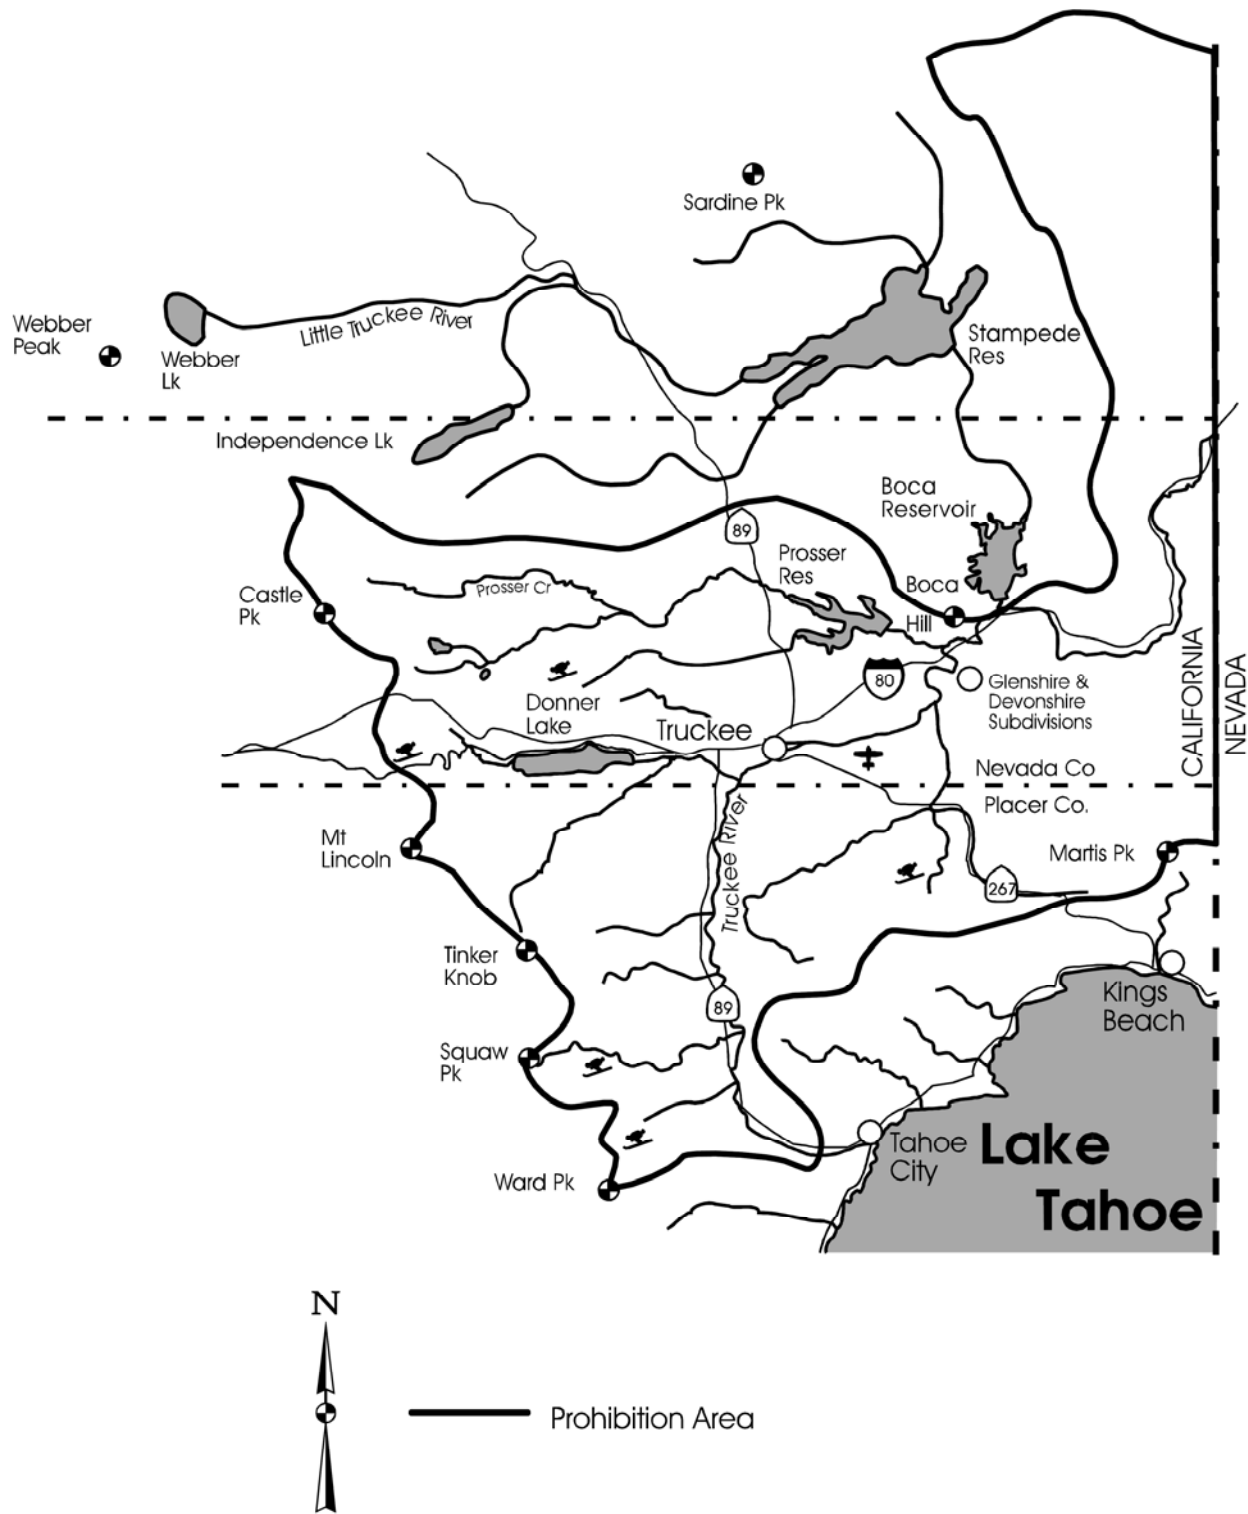 Sardine Pk
Webber
Peak
Little Truckee River
Webber
Lk
Stampede
Res
Independence Lk
Boca
Reservoir
89
Prosser
Res
Castle
Pk
Prosser Cr
Boca
Hill
CALIFORNIA
NEVADA
80
Glenshire &
Devonshire
Subdivisions
Donner
Lake
Truckee
Nevada Co
Placer Co.
Truckee River
Mt
Lincoln
Martis Pk
267
Tinker
Knob
89
Kings
Beach
Squaw
Pk
Tahoe
City
Lake
Tahoe
Ward Pk
N
Prohibition Area